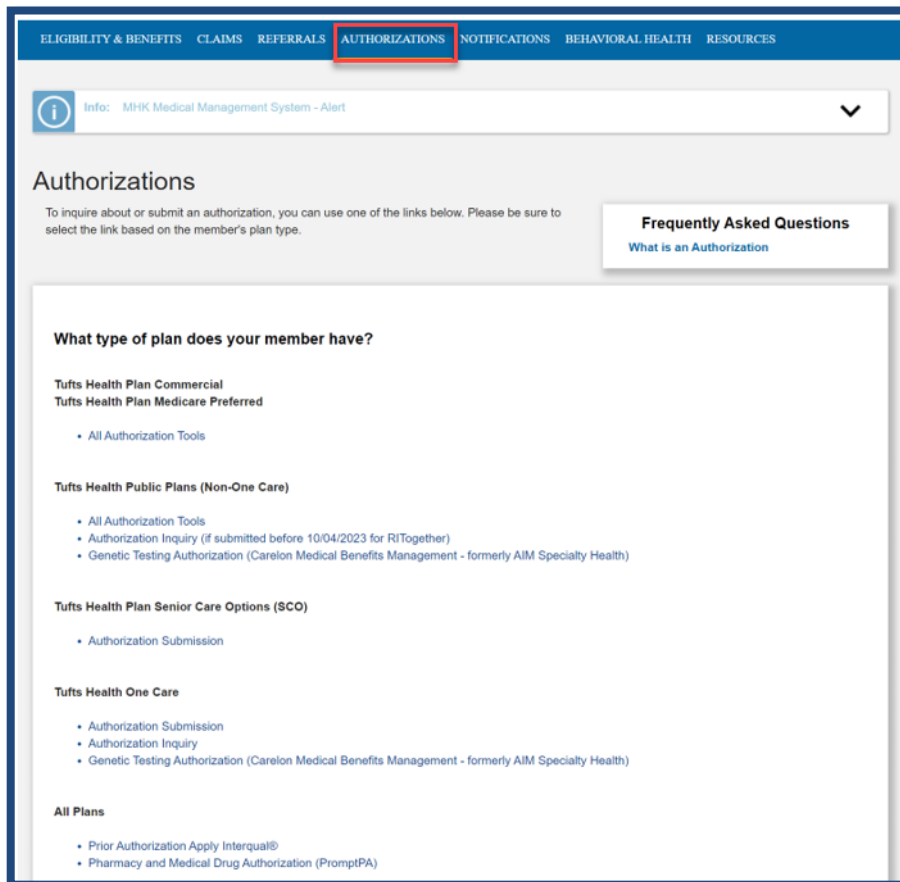 ELIGIBILITY & BENEFITS CLAIMS REFERRALS AUTHORIZATIONS NOTIFICATIONS BEHAVIORAL HEALTH RESOURCES
Info: MHK Medical Management System - Alert
Authorizations
To inquire about or submit an authorization, you can use one of the links below. Please be sure to
select the link based on the member's plan type.
Frequently Asked Questions
What is an Authorization
What type of plan does your member have?
Tufts Health Plan Commercial
Tufts Health Plan Medicare Preferred
• All Authorization Tools
Tufts Health Public Plans (Non-One Care)
• All Authorization Tools
• Authorization Inquiry (if submitted before 10/04/2023 for RITogether)
• Genetic Testing Authorization (Carelon Medical Benefits Management - formerly AIM Specialty Health)
Tufts Health Plan Senior Care Options (SCO)
• Authorization Submission
Tufts Health One Care
• Authorization Submission
• Authorization Inquiry
• Genetic Testing Authorization (Carelon Medical Benefits Management - formerly AIM Specialty Health)
All Plans
• Prior Authorization Apply Interqual®
• Pharmacy and Medical Drug Authorization (PromptPA)